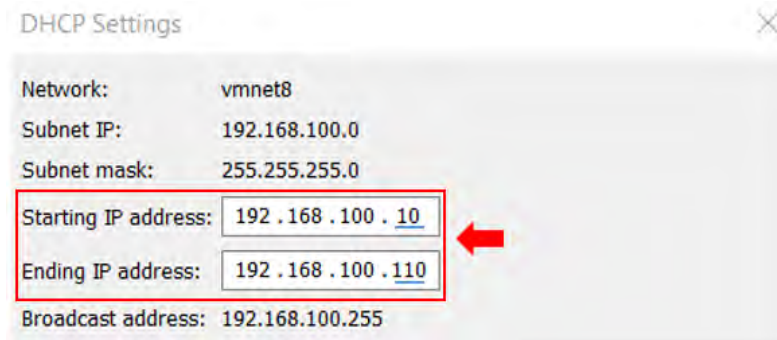 DHCP Settings
Network: vmnet8
Subnet IP: 192.168.100.0
Subnet mask: 255.255.255.0
Starting IP address: 192 . 168 . 100 . 10
Ending IP address: 192 . 168 . 100 . 110
Broadcast address: 192.168.100.255